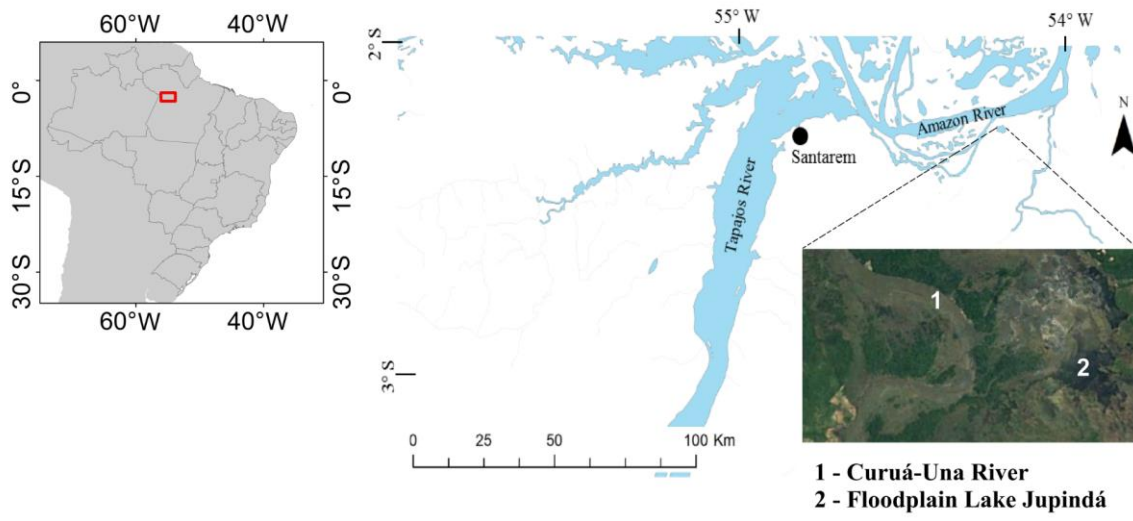 60°W 40°W
0°
15°S
30°S
0°
15°S
30°S
60°W 40°W
55° W
54° W
2° S
3° S
N
Amazon River
Santarem
Tapajos River
0 25 50 100 Km
1
2
1 - Curuá-Una River
2 - Floodplain Lake Jupindá